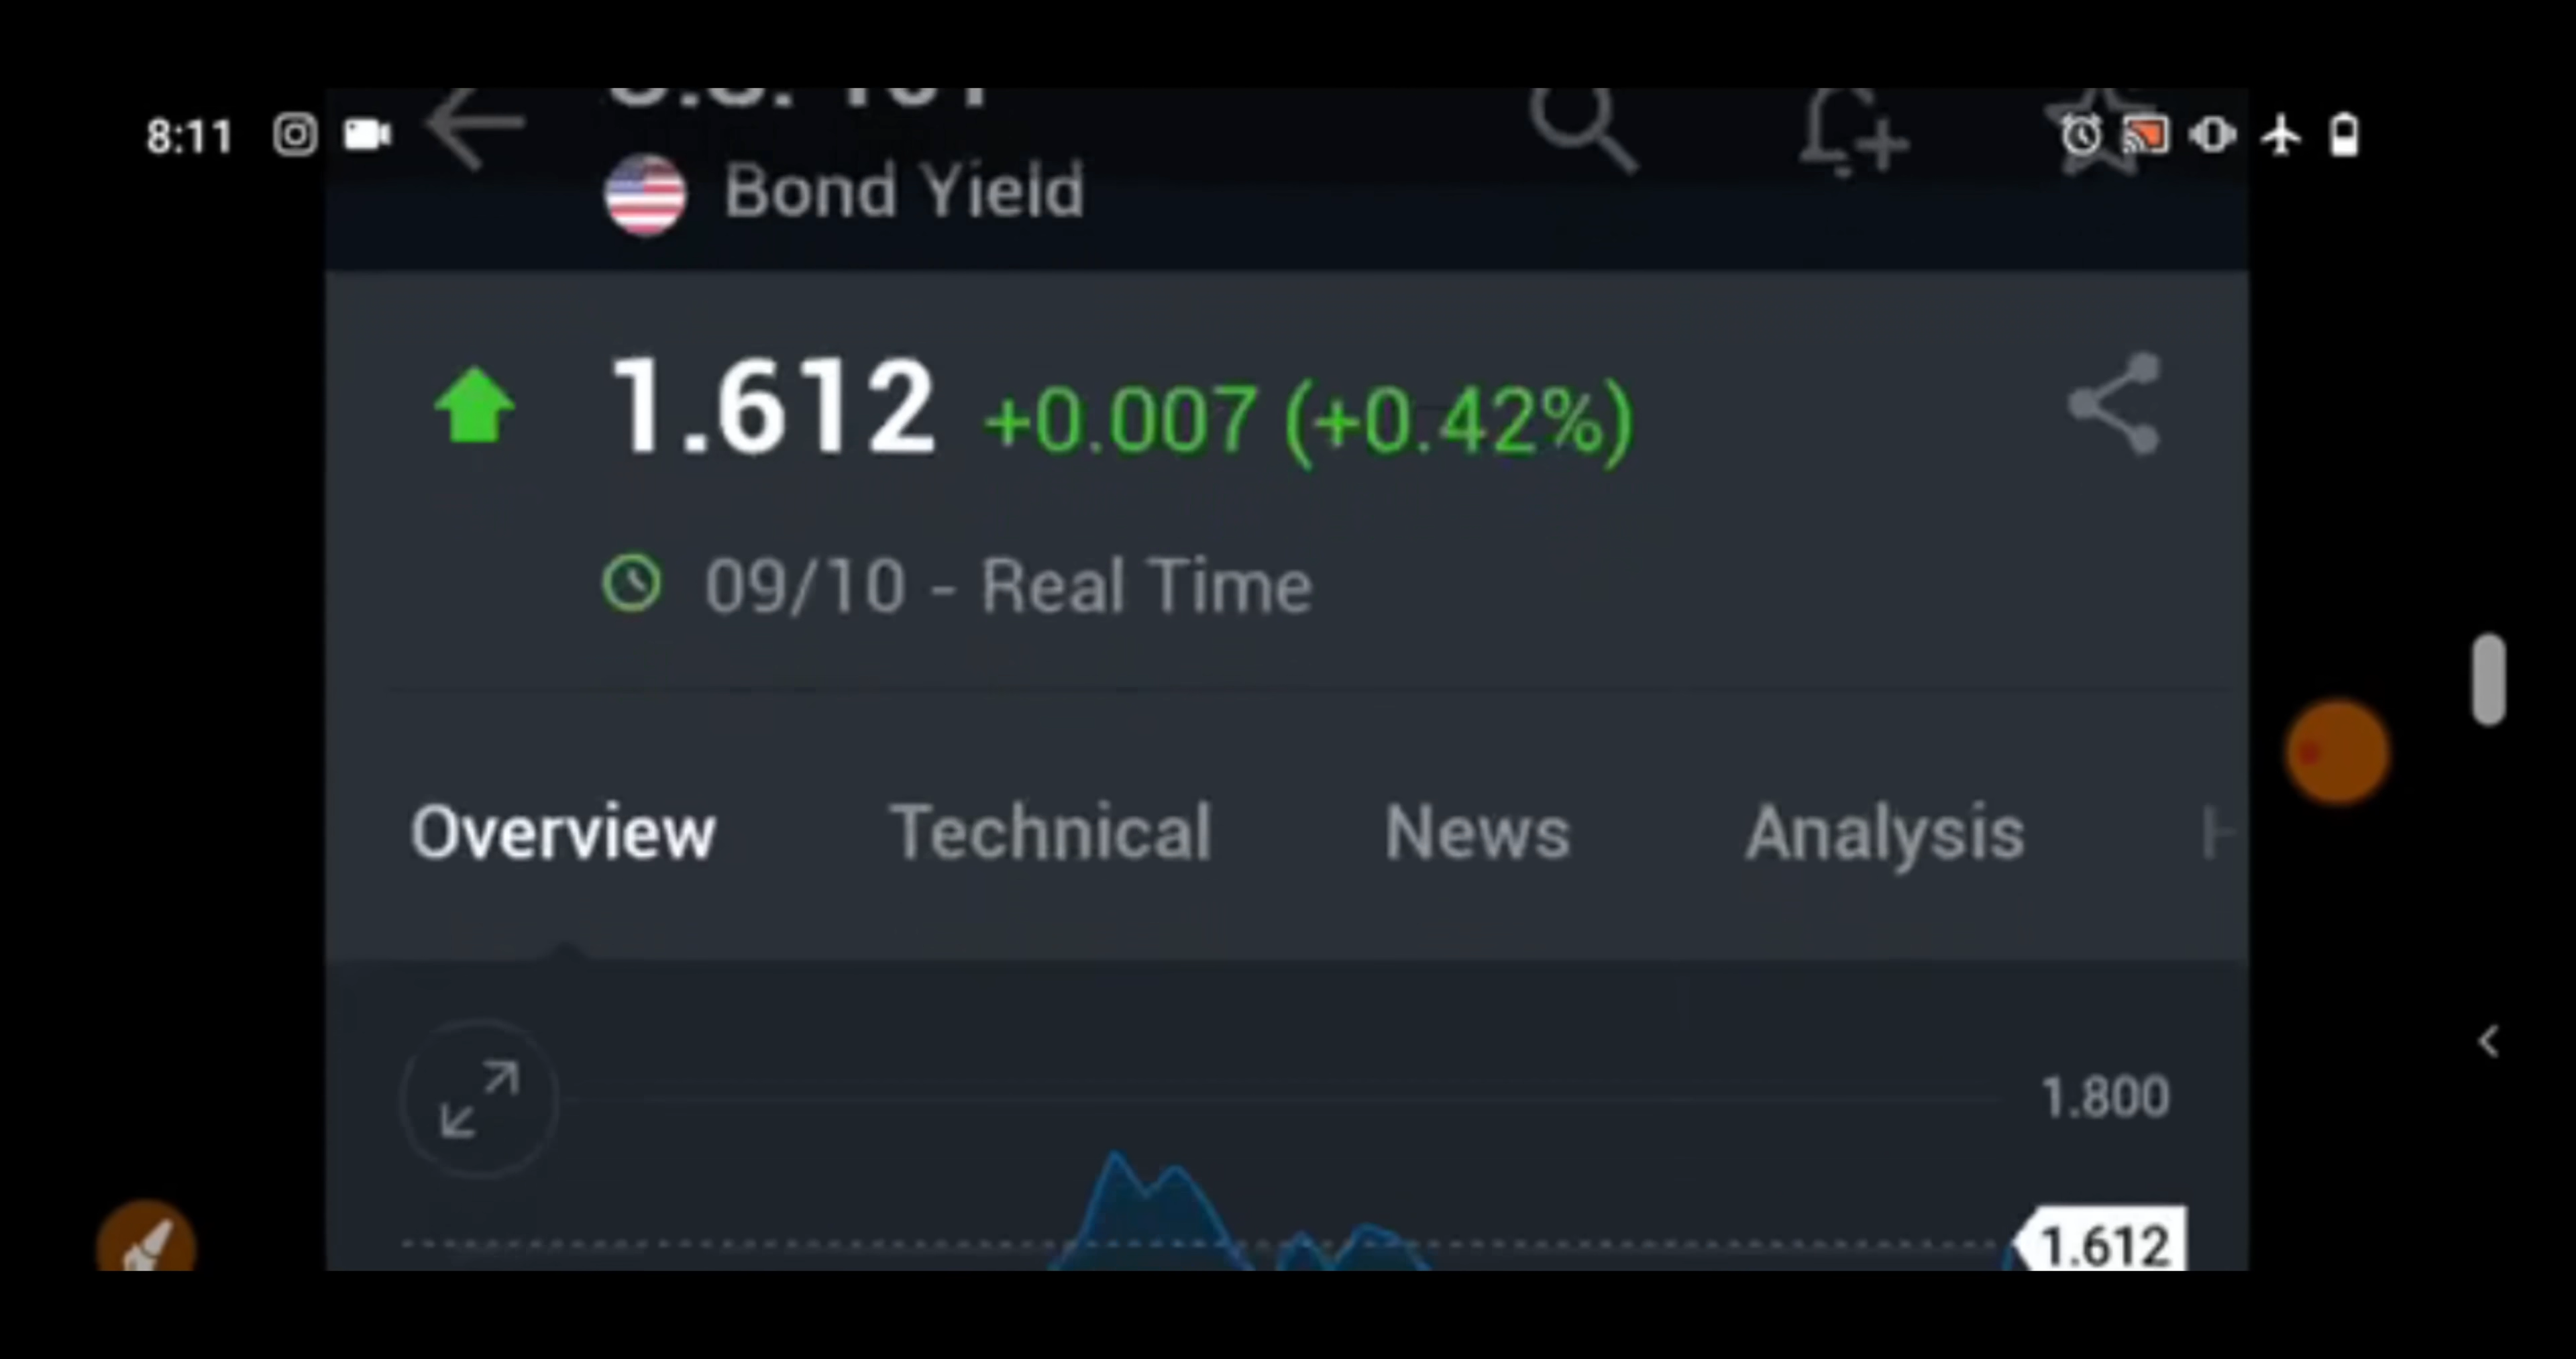 8:11
Bond Yield
1.612 +0.007 (+0.42%)
09/10 - Real Time
Overview Technical News Analysis
1.800
1.612